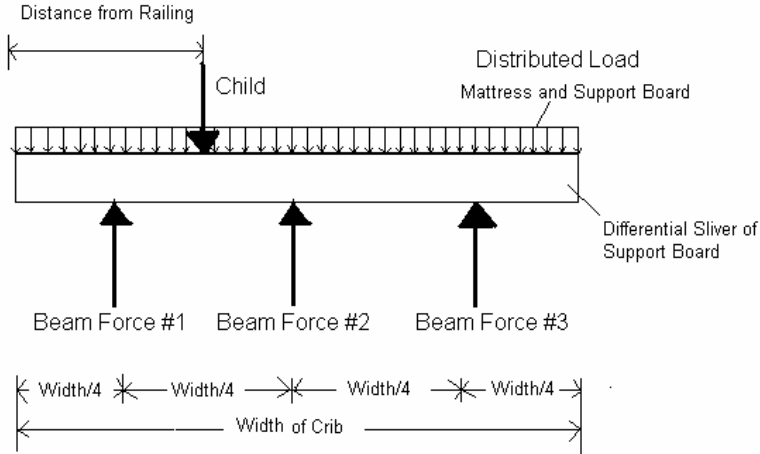 Distance from Railing
Distributed Load
Child
Mattress and Support Board
Differential Sliver of
Support Board
Beam Force #1
Beam Force #2
Beam Force #3
Width/4
Width/4
Width/4
Width/4
Width of Crib